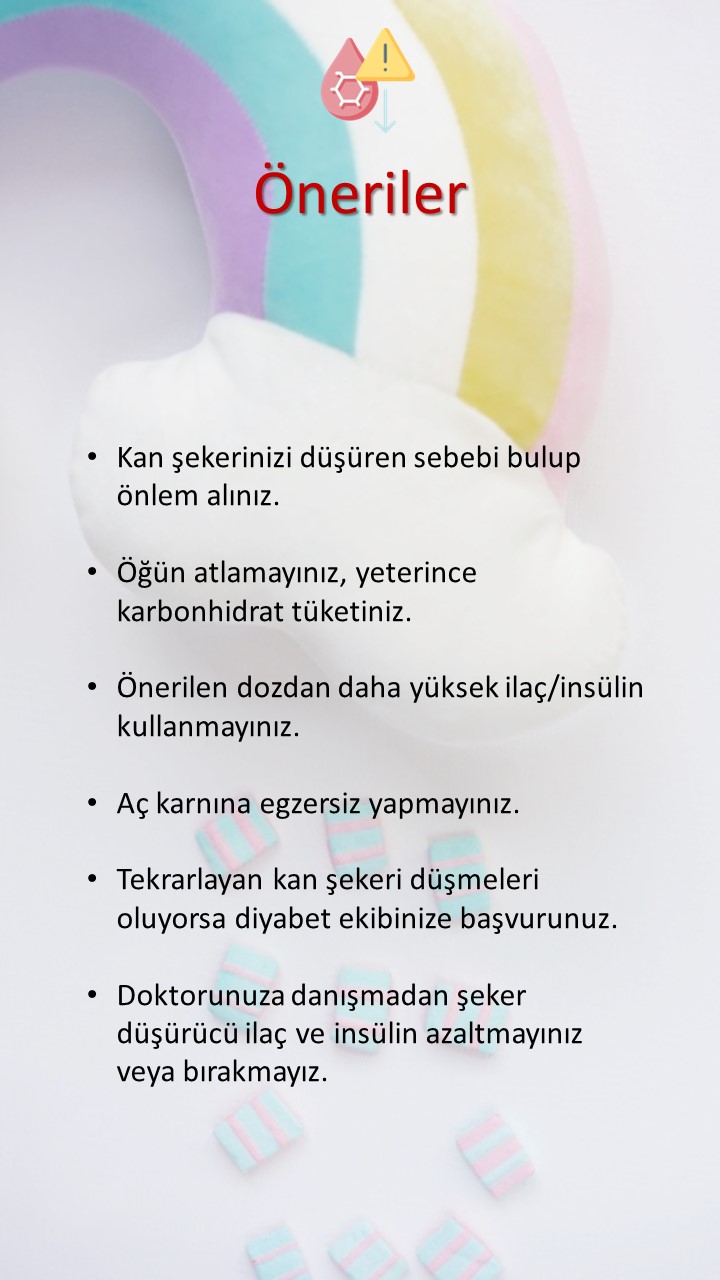 Öneriler
• Kan şekerinizi düşüren sebebi bulup
önlem alınız.
• Öğün atlamayınız, yeterince
karbonhidrat tüketiniz.
• Önerilen dozdan daha yüksek ilaç/insülin
kullanmayınız.
• Aç karnına egzersiz yapmayınız.
• Tekrarlayan kan şekeri düşmeleri
oluyorsa diyabet ekibinize başvurunuz.
• Doktorunuza danışmadan şeker
düşürücü ilaç ve insülin azaltmayınız
veya bırakmayız.